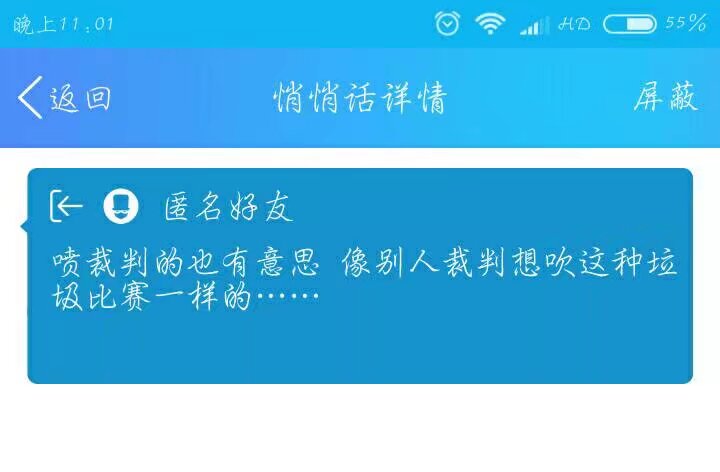 晚上11:01 HD 55%
返回 悄悄话详情 屏蔽
匿名好友
喷裁判的也有意思 像别人裁判想吹这种垃
圾比赛一样的……